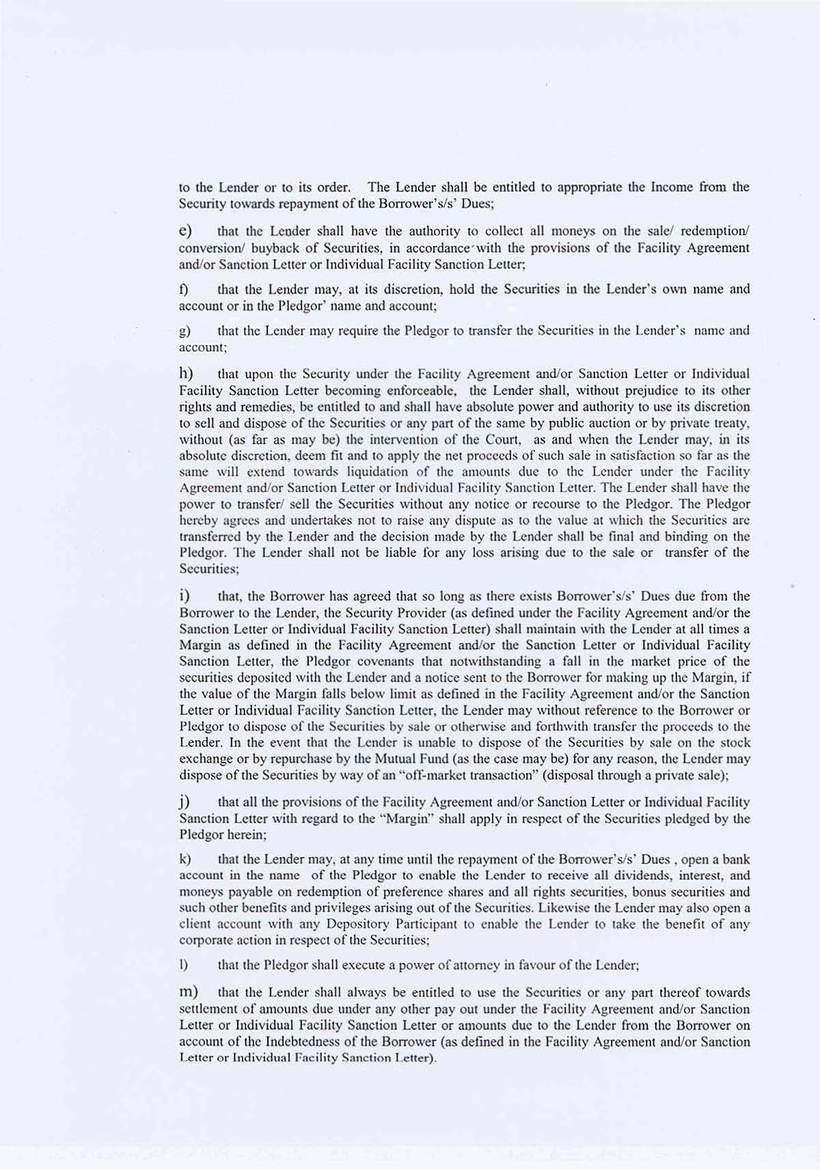 to the Lender or to its order. The Lender shall be entitled to appropriate the Income from the
Security towards repayment of the Borrower's/s' Dues;
e) that the Lender shall have the authority to collect all moneys on the sale/ redemption/
conversion/ buyback of Securities, in accordance with the provisions of the Facility Agreement
and/or Sanction Letter or Individual Facility Sanction Letter;
f) that the Lender may, at its discretion, hold the Securities in the Lender's own name and
account or in the Pledgor' name and account;
g) that the Lender may require the Pledgor to transfer the Securities in the Lender's name and
account;
h) that upon the Security under the Facility Agreement and/or Sanction Letter or Individual
Facility Sanction Letter becoming enforceable, the Lender shall, without prejudice to its other
rights and remedies, be entitled to and shall have absolute power and authority to use its discretion
to sell and dispose of the Securities or any part of the same by public auction or by private treaty,
without (as far as may be) the intervention of the Court, as and when the Lender may, in its
absolute discretion, deem fit and to apply the net proceeds of such sale in satisfaction so far as the
same will extend towards liquidation of the amounts due to the Lender under the Facility
Agreement and/or Sanction Letter or Individual Facility Sanction Letter. The Lender shall have the
power to transfer/ sell the Securities without any notice or recourse to the Pledgor. The Pledgor
hereby agrees and undertakes not to raise any dispute as to the value at which the Securities are
transferred by the Lender and the decision made by the Lender shall be final and binding on the
Pledgor. The Lender shall not be liable for any loss arising due to the sale or transfer of the
Securities;
i) that, the Borrower has agreed that so long as there exists Borrower's/s' Dues due from the
Borrower to the Lender, the Security Provider (as defined under the Facility Agreement and/or the
Sanction Letter or Individual Facility Sanction Letter) shall maintain with the Lender at all times a
Margin as defined in the Facility Agreement and/or the Sanction Letter or Individual Facility
Sanction Letter, the Pledgor covenants that notwithstanding a fall in the market price of the
securities deposited with the Lender and a notice sent to the Borrower for making up the Margin, if
the value of the Margin falls below limit as defined in the Facility Agreement and/or the Sanction
Letter or Individual Facility Sanction Letter, the Lender may without reference to the Borrower or
Pledgor to dispose of the Securities by sale or otherwise and forthwith transfer the proceeds to the
Lender. In the event that the Lender is unable to dispose of the Securities by sale on the stock
exchange or by repurchase by the Mutual Fund (as the case may be) for any reason, the Lender may
dispose of the Securities by way of an "off-market transaction" (disposal through a private sale);
j) that all the provisions of the Facility Agreement and/or Sanction Letter or Individual Facility
Sanction Letter with regard to the "Margin" shall apply in respect of the Securities pledged by the
Pledgor herein;
k) that the Lender may, at any time until the repayment of the Borrower's/s' Dues , open a bank
account in the name of the Pledgor to enable the Lender to receive all dividends, interest, and
moneys payable on redemption of preference shares and all rights securities, bonus securities and
such other benefits and privileges arising out of the Securities. Likewise the Lender may also open a
client account with any Depository Participant to enable the Lender to take the benefit of any
corporate action in respect of the Securities;
l) that the Pledgor shall execute a power of attorney in favour of the Lender;
m) that the Lender shall always be entitled to use the Securities or any part thereof towards
settlement of amounts due under any other pay out under the Facility Agreement and/or Sanction
Letter or Individual Facility Sanction Letter or amounts due to the Lender from the Borrower on
account of the Indebtedness of the Borrower (as defined in the Facility Agreement and/or Sanction
Letter or Individual Facility Sanction Letter).